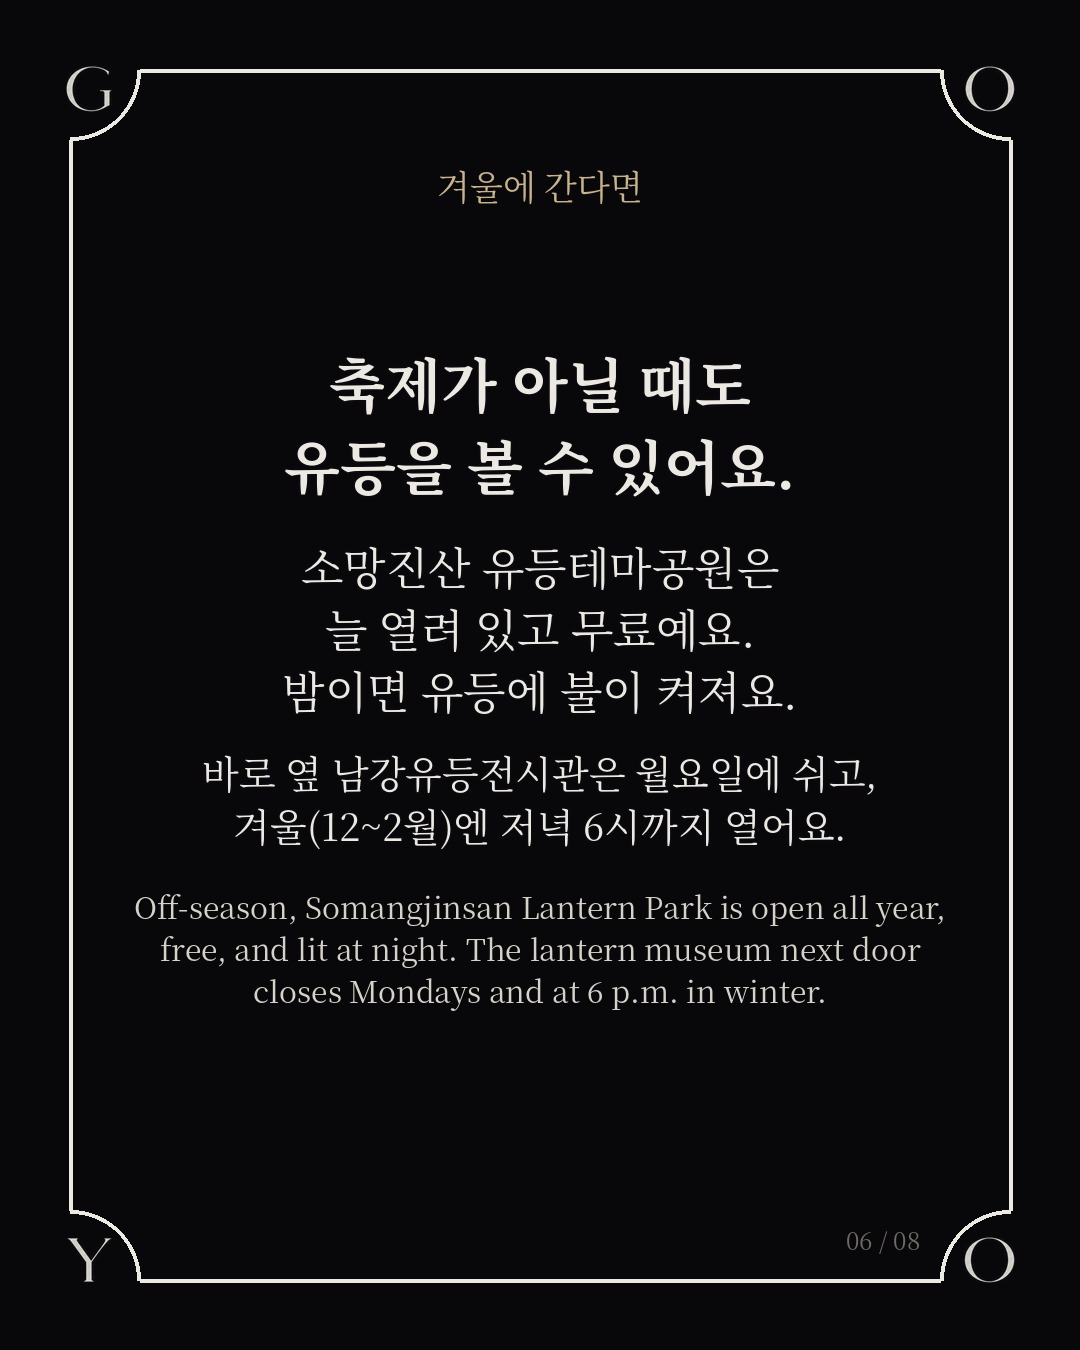 G O
겨울에 간다면
축제가 아닐 때도
유등을 볼 수 있어요.
소망진산 유등테마공원은
늘 열려 있고 무료예요.
밤이면 유등에 불이 켜져요.
바로 옆 남강유등전시관은 월요일에 쉬고,
겨울(12~2월)엔 저녁 6시까지 열어요.
Off-season, Somangjinsan Lantern Park is open all year,
free, and lit at night. The lantern museum next door
closes Mondays and at 6 p.m. in winter.
06 / 08
Y O